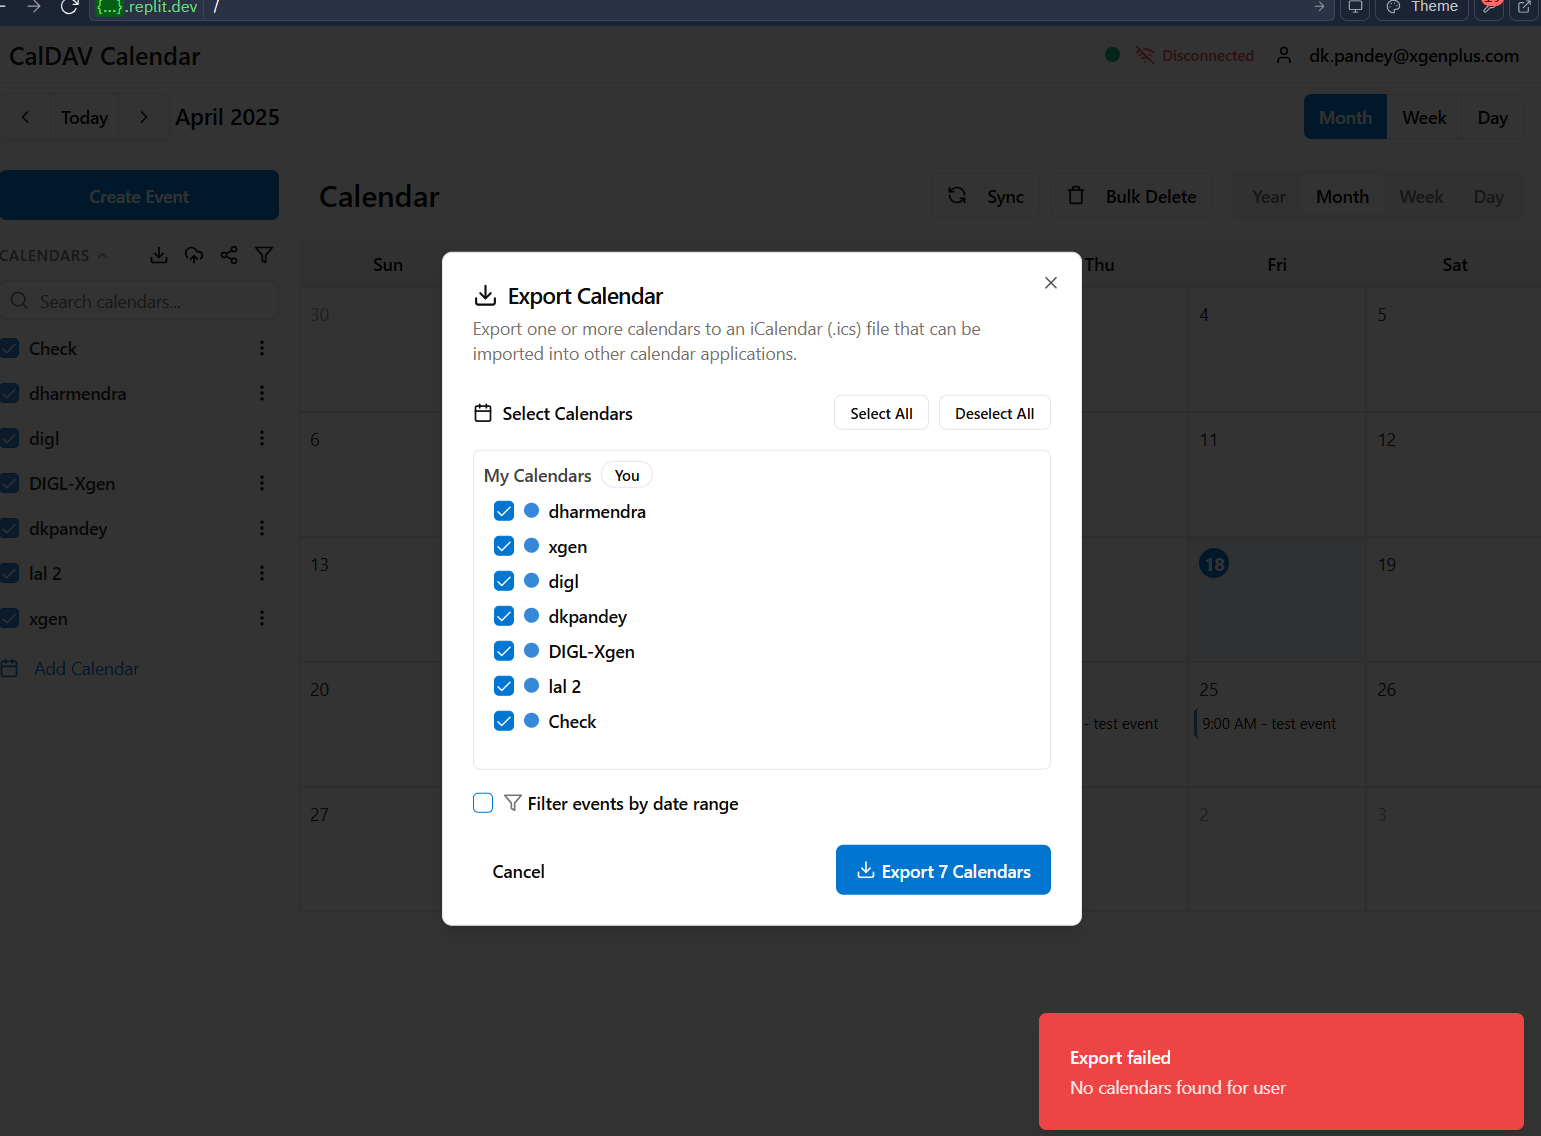 {...}.replit.dev /
Theme
CalDAV Calendar
Disconnected
dk.pandey@xgenplus.com
Today
April 2025
Month Week Day
Create Event
Calendar
Sync
Bulk Delete
Year Month Week Day
CALENDARS
Search calendars...
Check
dharmendra
digl
DIGL-Xgen
dkpandey
lal 2
xgen
Add Calendar
Sun Thu Fri Sat
30 4 5
6 11 12
13 18 19
20 25 26
- test event
9:00 AM - test event
27 2 3
Export Calendar
Export one or more calendars to an iCalendar (.ics) file that can be
imported into other calendar applications.
Select Calendars
Select All
Deselect All
My Calendars You
dharmendra
xgen
digl
dkpandey
DIGL-Xgen
lal 2
Check
Filter events by date range
Cancel
Export 7 Calendars
Export failed
No calendars found for user